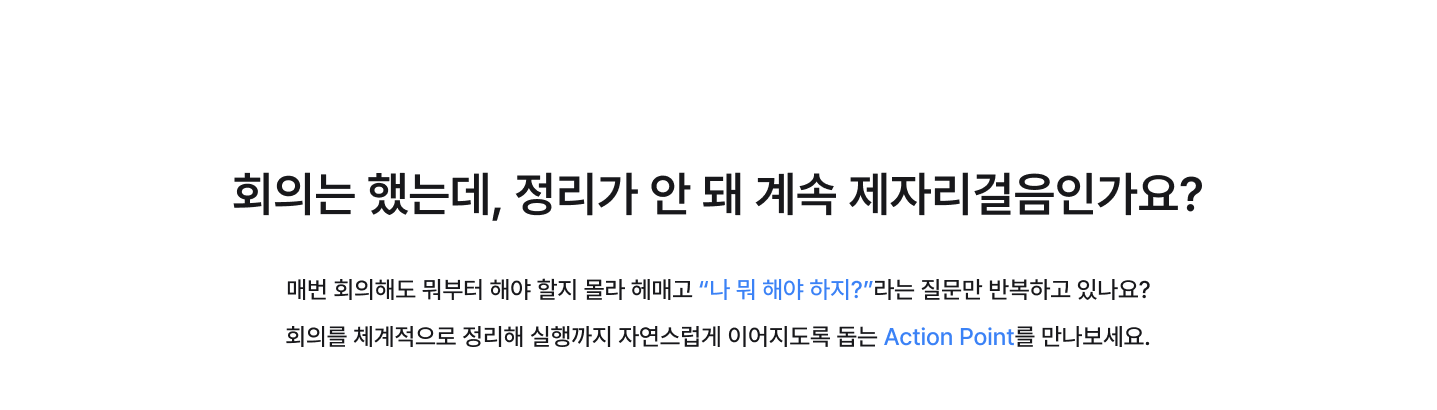 회의는 했는데, 정리가 안 돼 계속 제자리걸음인가요?
매번 회의해도 뭐부터 해야 할지 몰라 헤매고 “나 뭐 해야 하지?”라는 질문만 반복하고 있나요?
회의를 체계적으로 정리해 실행까지 자연스럽게 이어지도록 돕는 Action Point를 만나보세요.